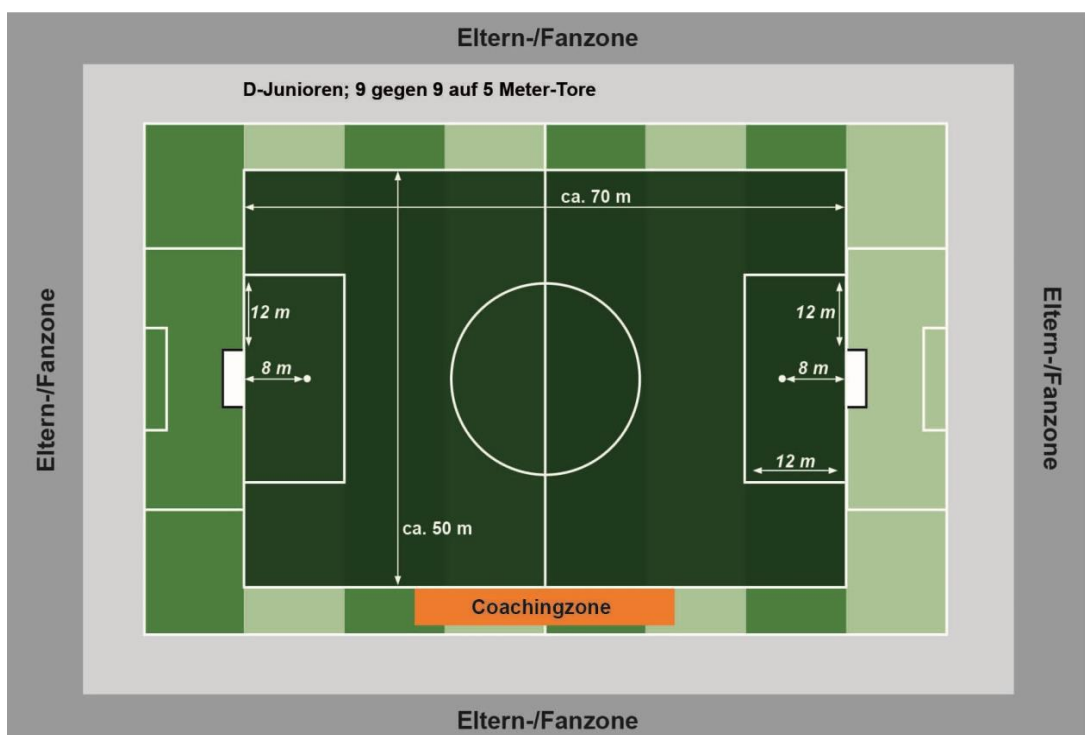 Eltern-/Fanzone
D-Junioren; 9 gegen 9 auf 5 Meter-Tore
ca. 70 m
12 m
12 m
Eltern-/Fanzone
Eltern-/Fanzone
8 m
8 m
12 m
ca. 50 m
Coachingzone
Eltern-/Fanzone